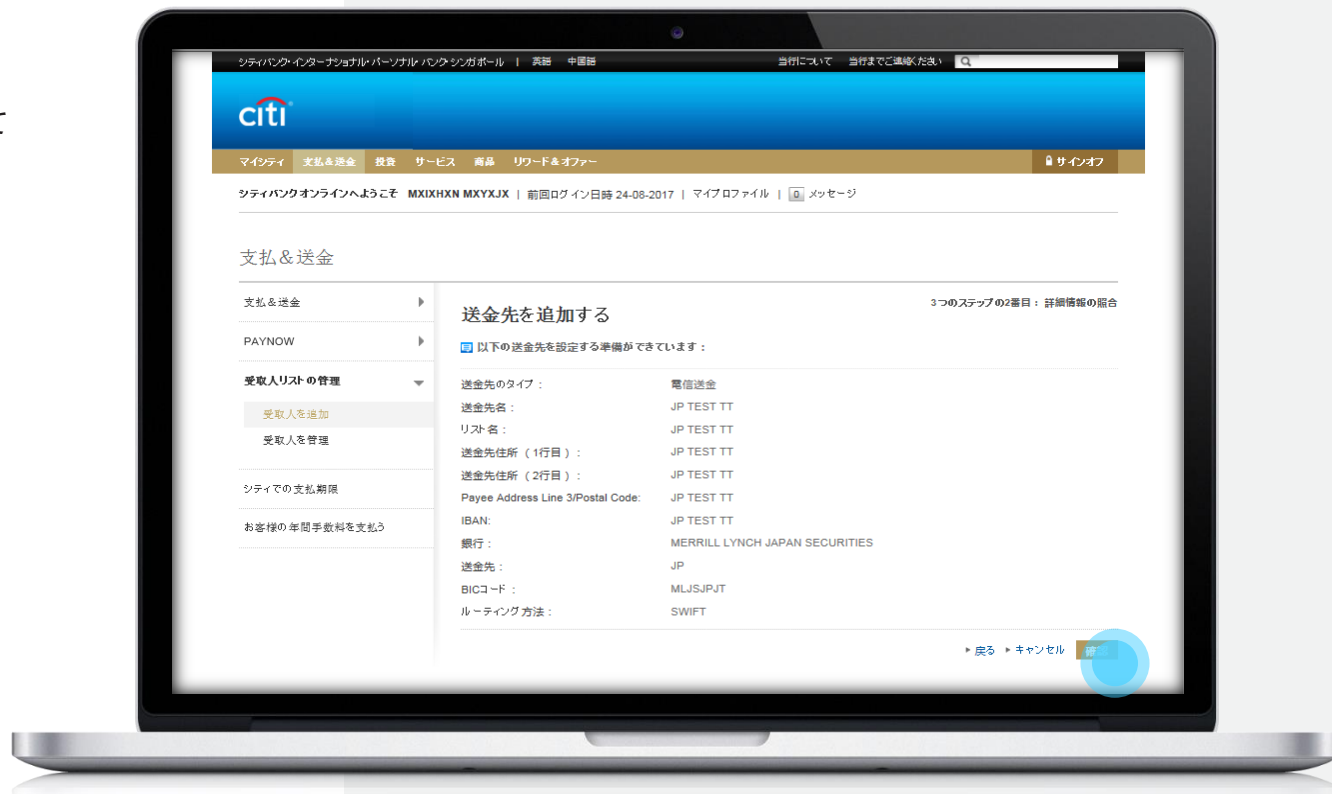 て
シティバンク・インターナショナル・パーソナル バンク シンガポール | 英語 中国語 当行について 当行までご連絡ください
citi
マイシティ 支払&送金 投資 サービス 商品 リワード&オファー サインオフ
シティバンクオンラインへようこそ MXIXHXN MXYXJX | 前回ログイン日時 24-08-2017 | マイプロファイル | 0 メッセージ
支払&送金
支払&送金
PAYNOW
受取人リストの管理
受取人を追加
受取人を管理
シティでの支払期限
お客様の年間手数料を支払う
3つのステップの2番目: 詳細情報の照合
送金先を追加する
以下の送金先を設定する準備ができています:
送金先のタイプ: 電信送金
送金先名: JP TEST TT
リスト名: JP TEST TT
送金先住所 (1行目): JP TEST TT
送金先住所 (2行目): JP TEST TT
Payee Address Line 3/Postal Code: JP TEST TT
IBAN: JP TEST TT
銀行: MERRILL LYNCH JAPAN SECURITIES
送金先: JP
BICコード: MLJSJPJT
ルーティング方法: SWIFT
戻る キャンセル